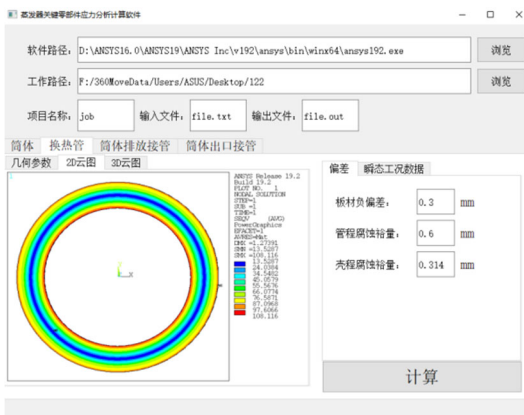 蒸发器关键零部件应力分析计算软件
软件路径: D:\ANSYS16.0\ANSYS19\ANSYS Inc\v192\ansys\bin\winx64\ansys192.exe 浏览
工作路径: F:/360MoveData/Users/ASUS/Desktop/122 浏览
项目名称: job 输入文件: file.txt 输出文件: file.out
筒体 换热管 筒体排放接管 筒体出口接管
几何参数 2D云图 3D云图
1
ANSYS Release 19.2
Build 19.2
PLOT NO. 1
NODAL SOLUTION
STEP=1
SUB =1
TIME=1
SEQV (AVG)
PowerGraphics
EFACET=1
AVRES=Mat
DMX =1.27391
SMN =13.5287
SMX =108.116
13.5287
24.0384
34.5482
45.0579
55.5676
66.0774
76.5871
87.0968
97.6066
108.116
X
偏差 瞬态工况数据
板材负偏差: 0.3 mm
管程腐蚀裕量: 0.6 mm
壳程腐蚀裕量: 0.314 mm
计算